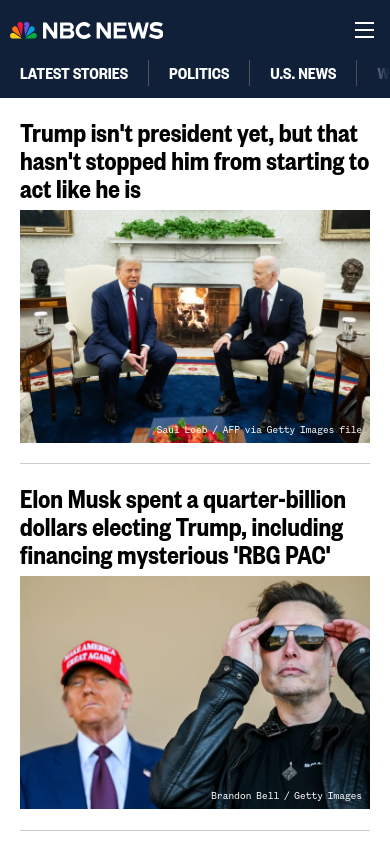 NBC NEWS
LATEST STORIES
POLITICS
U.S. NEWS
Trump isn't president yet, but that
hasn't stopped him from starting to
act like he is
Saul Loeb / AFP via Getty Images file
Elon Musk spent a quarter-billion
dollars electing Trump, including
financing mysterious 'RBG PAC'
MAKE AMERICA
GREAT AGAIN
Brandon Bell / Getty Images